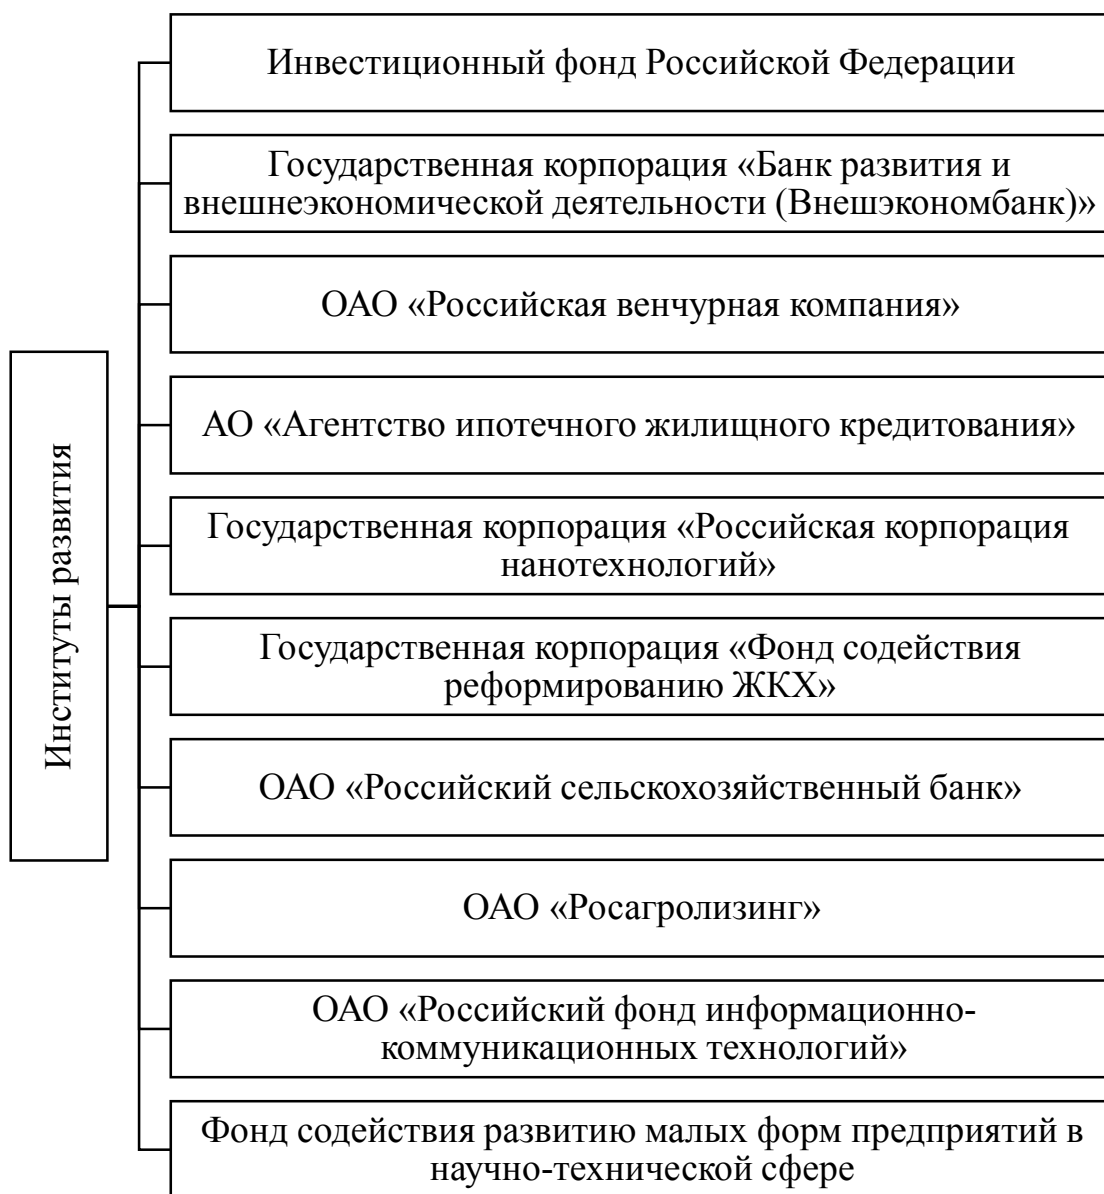 Институты развития
Инвестиционный фонд Российской Федерации
Государственная корпорация «Банк развития и
внешнеэкономической деятельности (Внешэкономбанк)»
ОАО «Российская венчурная компания»
АО «Агентство ипотечного жилищного кредитования»
Государственная корпорация «Российская корпорация
нанотехнологий»
Государственная корпорация «Фонд содействия
реформированию ЖКХ»
ОАО «Российский сельскохозяйственный банк»
ОАО «Росагролизинг»
ОАО «Российский фонд информационно-
коммуникационных технологий»
Фонд содействия развитию малых форм предприятий в
научно-технической сфере